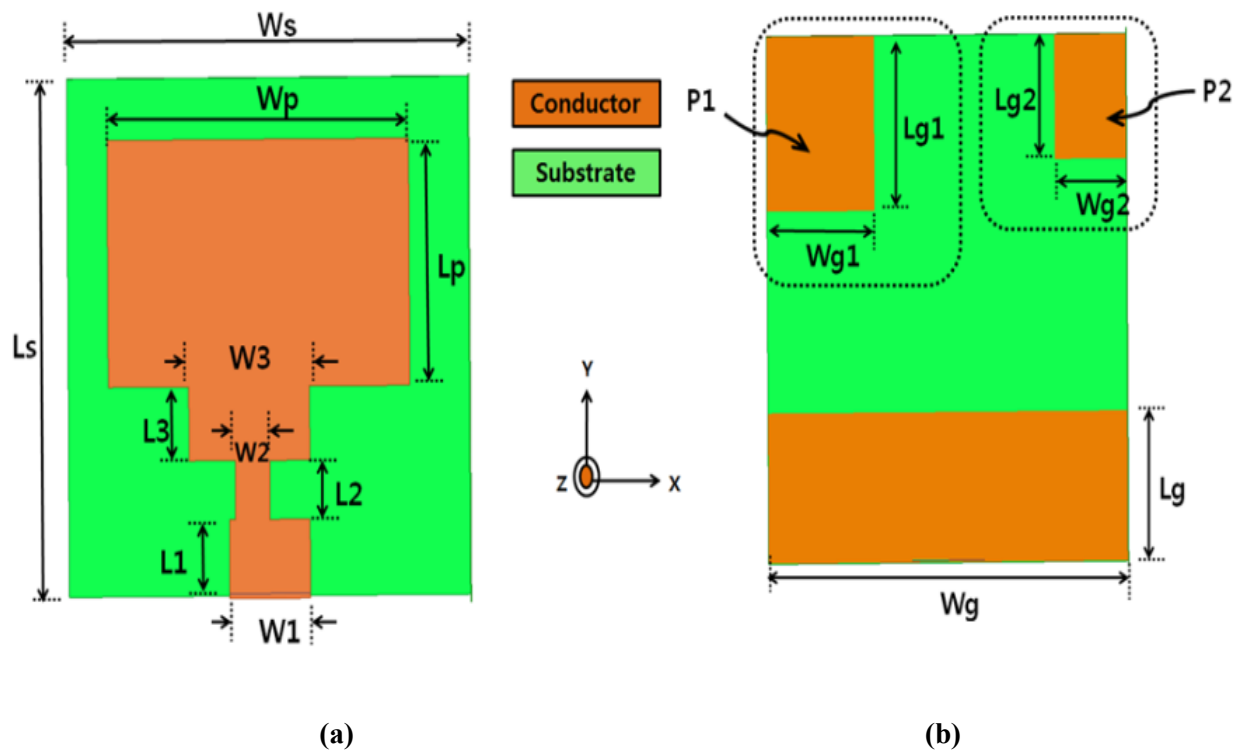 Ws
Wp
Ls
Lp
W3
L3
W2
L2
L1
W1
Conductor
Substrate
Y
Z
X
P1
Lg1
Wg1
Lg2
P2
Wg2
Lg
Wg
(a)
(b)